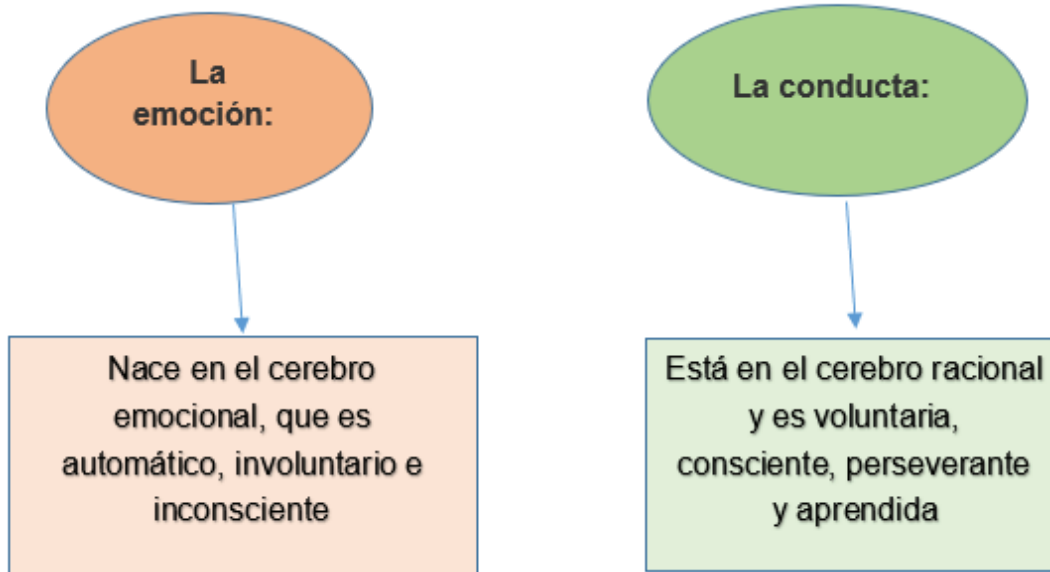 La
emoción:
La conducta:
Nace en el cerebro
emocional, que es
automático, involuntario e
inconsciente
Está en el cerebro racional
y es voluntaria,
consciente, perseverante
y aprendida